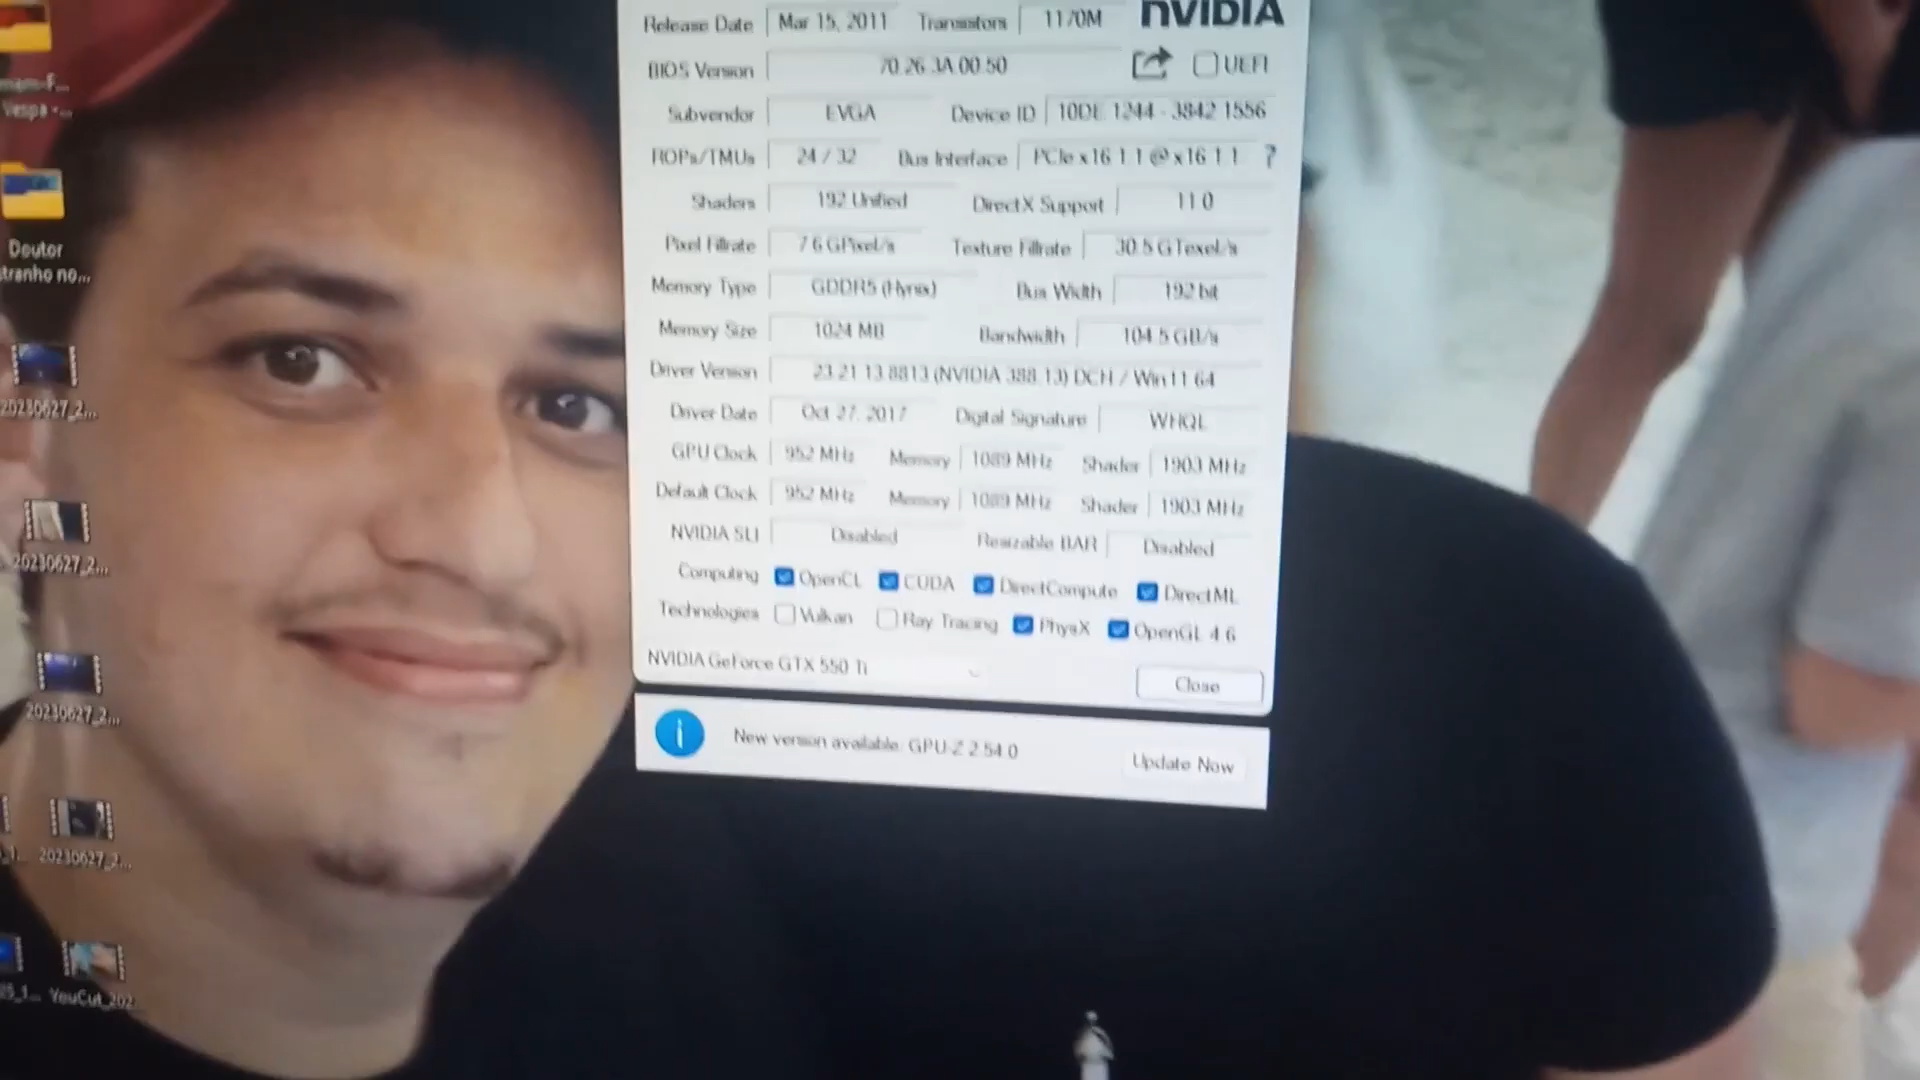 Release Date Mar 15, 2011 Transistors 1170M NVIDIA
BIOS Version 70.26.3A.00.50 UEFI
Subvendor EVGA Device ID 10DE 1244 - 3842 1556
ROPs/TMUs 24 / 32 Bus Interface PCIe x16 1.1 @ x16 1.1 ?
Shaders 192 Unified DirectX Support 11.0
Pixel Fillrate 7.6 GPixel/s Texture Fillrate 30.5 GTexel/s
Memory Type GDDR5 (Hynix) Bus Width 192 bit
Memory Size 1024 MB Bandwidth 104.5 GB/s
Driver Version 23.21.13.8813 (NVIDIA 388.13) DCH / Win11 64
Driver Date Oct 27, 2017 Digital Signature WHQL
GPU Clock 952 MHz Memory 1089 MHz Shader 1903 MHz
Default Clock 952 MHz Memory 1089 MHz Shader 1903 MHz
NVIDIA SLI Disabled Resizable BAR Disabled
Computing OpenCL CUDA DirectCompute DirectML
Technologies Vulkan Ray Tracing PhysX OpenGL 4.6
NVIDIA GeForce GTX 550 Ti
Close
New version available: GPU-Z 2.54.0
Update Now
Vespa -...
Doutor
tranho no...
20230627_2...
20230627_2...
20230627_2...
20230627_2...
YouCut_202